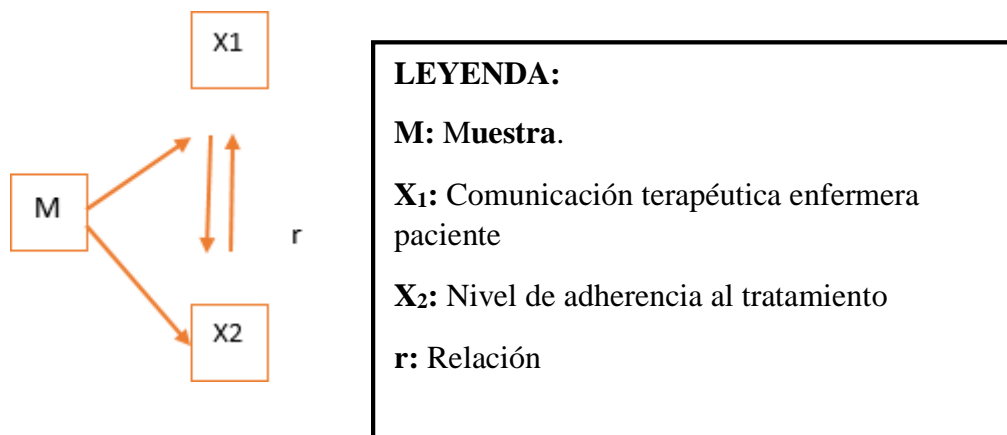 X1
M
r
X2
LEYENDA:
M: Muestra.
X1: Comunicación terapéutica enfermera
paciente
X2: Nivel de adherencia al tratamiento
r: Relación